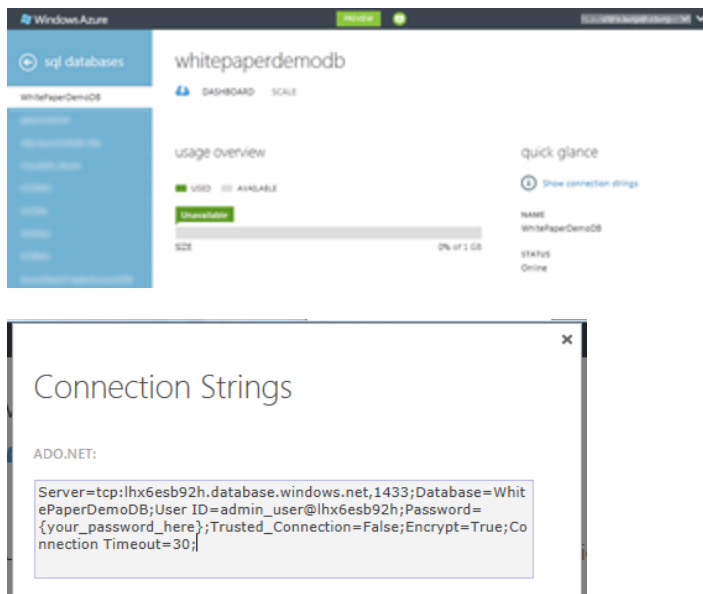 Windows Azure
PREVIEW
sql databases
whitepaperdemodb
WhitePaperDemoDB
DASHBOARD SCALE
usage overview
quick glance
USED AVAILABLE
Show connection strings
Unavailable
NAME
WhitePaperDemoDB
SIZE
0% of 1 GB
STATUS
Online
Connection Strings
ADO.NET:
Server=tcp:lhx6esb92h.database.windows.net,1433;Database=Whit
ePaperDemoDB;User ID=admin_user@lhx6esb92h;Password=
{your_password_here};Trusted_Connection=False;Encrypt=True;Co
nnection Timeout=30;